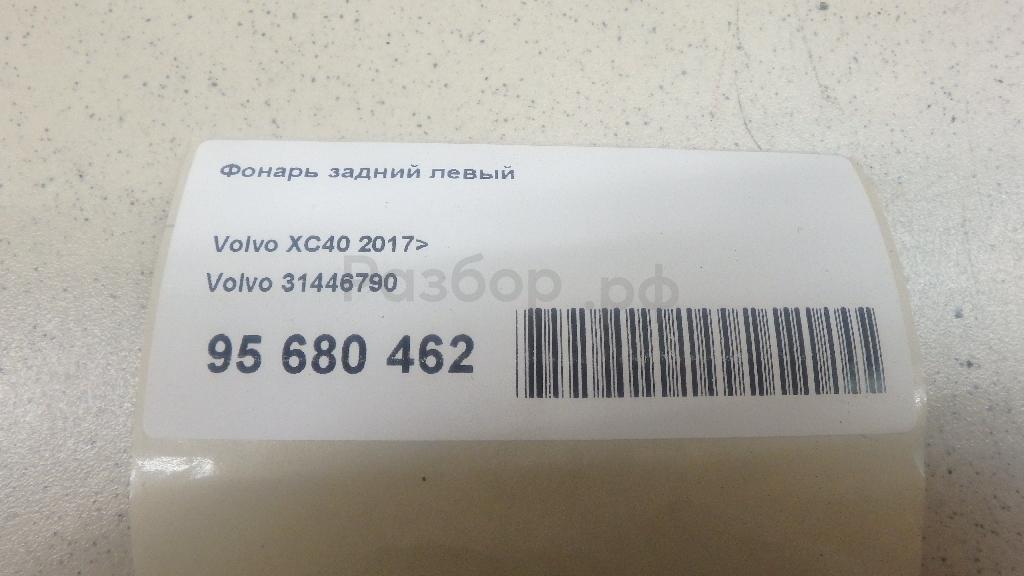 Фонарь задний левый
Volvo XC40 2017>
Volvo 31446790
Разбор.рф
95 680 462